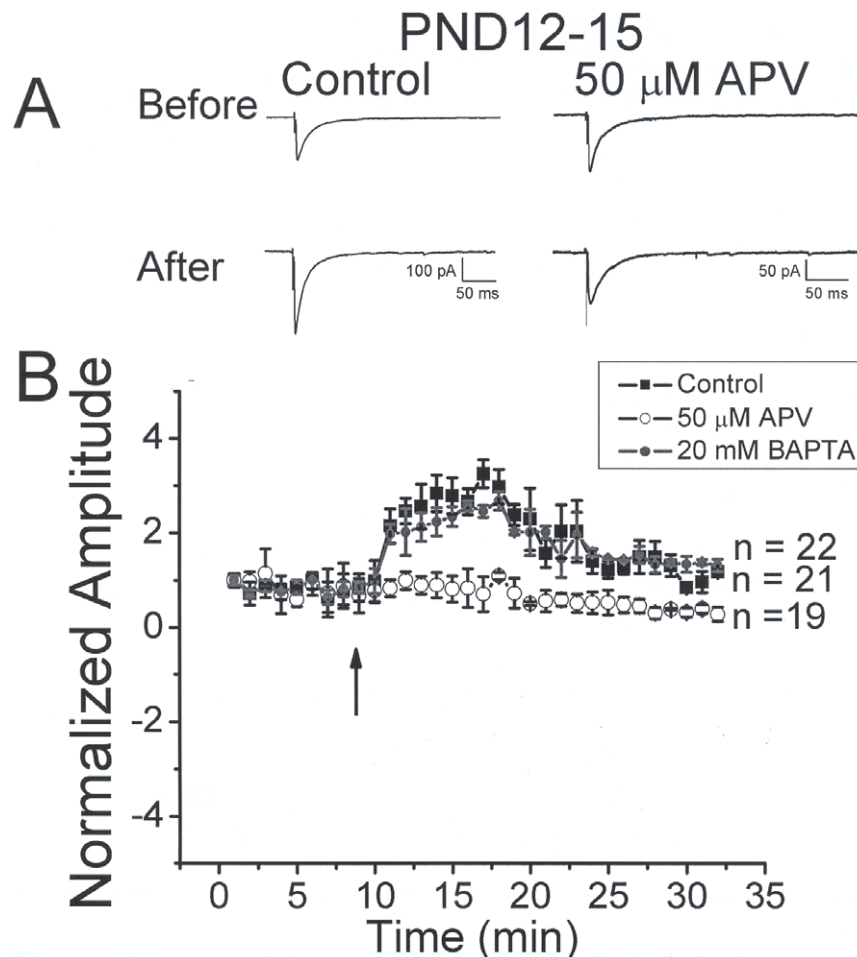 PND12-15
A
Control
50 μM APV
Before
After
100 pA
50 ms
50 pA
50 ms
B
Control
50 μM APV
20 mM BAPTA
4
2
0
-2
-4
n = 22
n = 21
n =19
Normalized Amplitude
0 5 10 15 20 25 30 35
Time (min)